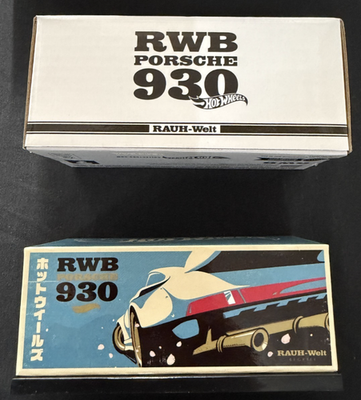 RWB
PORSCHE
930
HOT WHEELS
RAUH-Welt
ホットウィールズ
RWB
930
RAUH-Welt